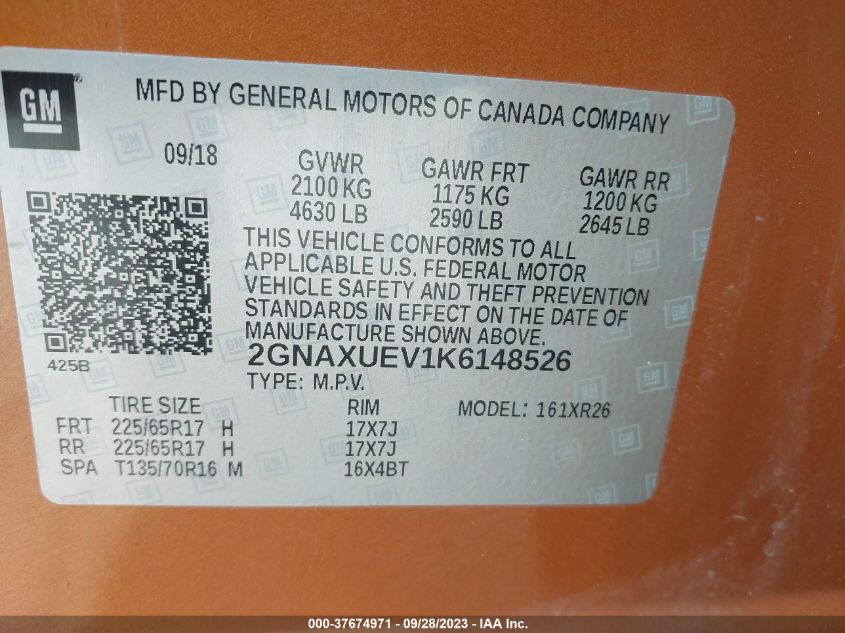 GM
®
MFD BY GENERAL MOTORS OF CANADA COMPANY
09/18
GVWR GAWR FRT GAWR RR
2100 KG 1175 KG 1200 KG
4630 LB 2590 LB 2645 LB
THIS VEHICLE CONFORMS TO ALL
APPLICABLE U.S. FEDERAL MOTOR
VEHICLE SAFETY AND THEFT PREVENTION
STANDARDS IN EFFECT ON THE DATE OF
MANUFACTURE SHOWN ABOVE.
425B
2GNAXUEV1K6148526
TYPE: M.P.V.
TIRE SIZE RIM MODEL: 161XR26
FRT 225/65R17 H 17X7J
RR 225/65R17 H 17X7J
SPA T135/70R16 M 16X4BT
000-37674971 - 09/28/2023 - IAA Inc.